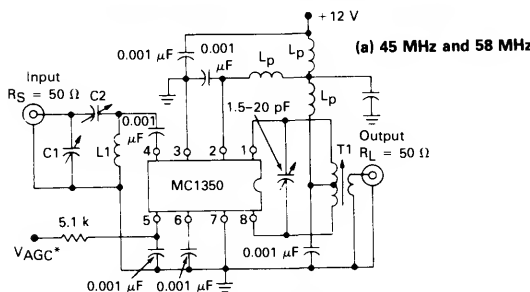 + 12 V
(a) 45 MHz and 58 MHz
0.001
μF
0.001
μF
Lp
Lp
Lp
Input
RS = 50 Ω
C2
C1
L1
0.001
μF
1.5–20 pF
T1
Output
RL = 50 Ω
4 3 2 1
MC1350
5 6 7 8
5.1 k
VAGC*
0.001 μF
0.001 μF 0.001 μF